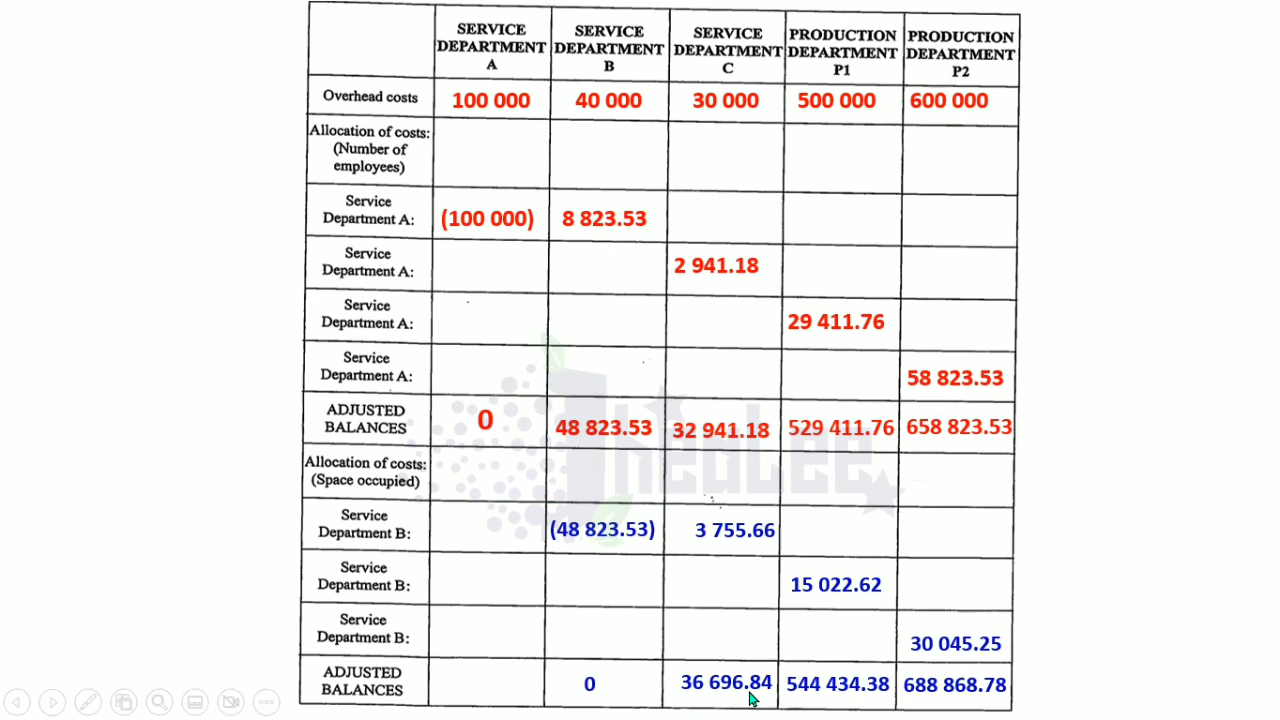 SERVICE DEPARTMENT A
SERVICE DEPARTMENT B
SERVICE DEPARTMENT C
PRODUCTION DEPARTMENT P1
PRODUCTION DEPARTMENT P2
Overhead costs 100 000 40 000 30 000 500 000 600 000
Allocation of costs:
(Number of
employees)
Service
Department A: (100 000) 8 823.53
Service
Department A: 2 941.18
Service
Department A: 29 411.76
Service
Department A: 58 823.53
ADJUSTED
BALANCES 0 48 823.53 32 941.18 529 411.76 658 823.53
Allocation of costs:
(Space occupied)
Service
Department B: (48 823.53) 3 755.66
Service
Department B: 15 022.62
Service
Department B: 30 045.25
ADJUSTED
BALANCES 0 36 696.84 544 434.38 688 868.78